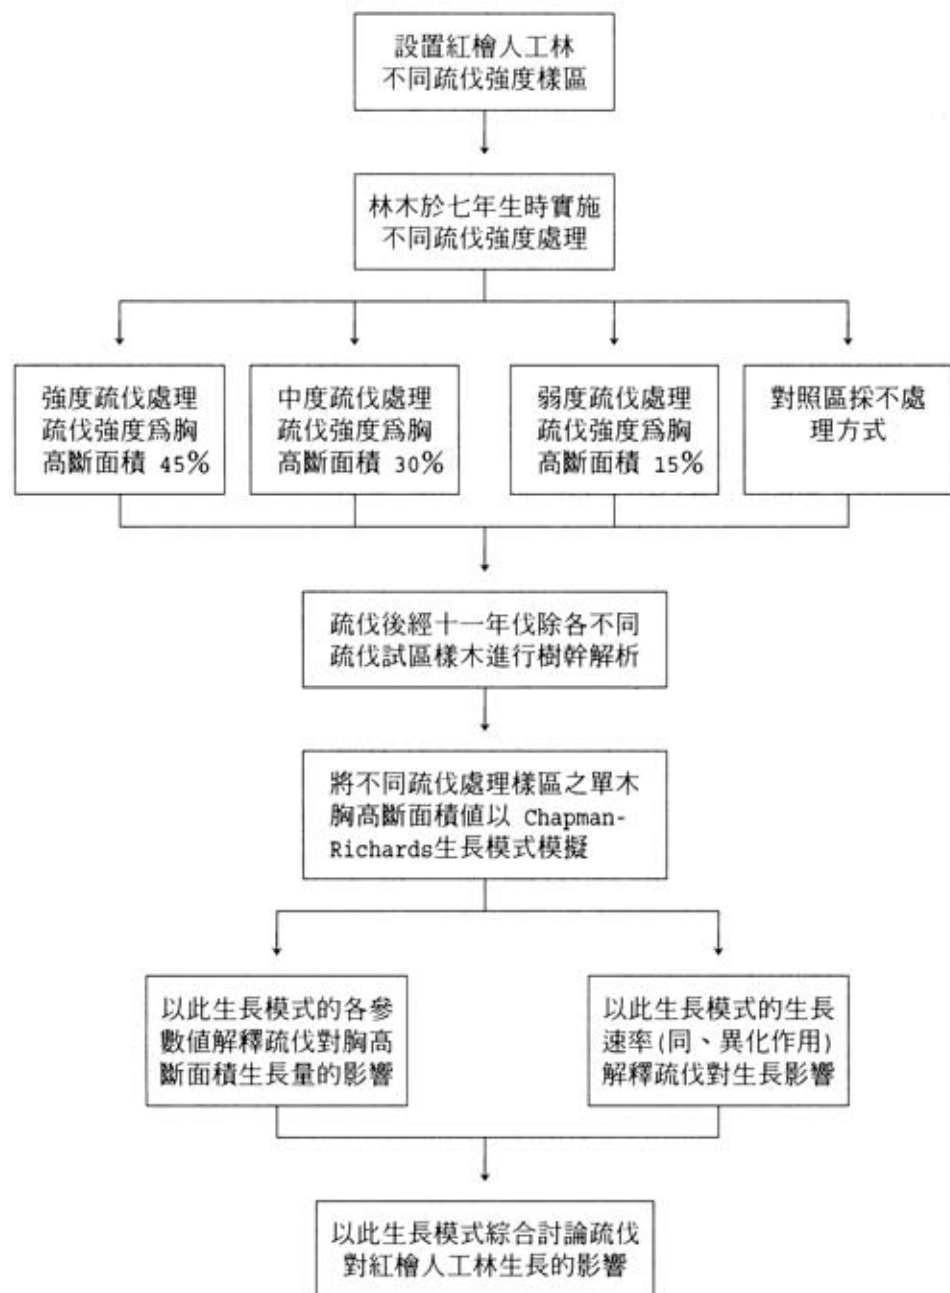 設置紅檜人工林
不同疏伐強度樣區
林木於七年生時實施
不同疏伐強度處理
強度疏伐處理
疏伐強度爲胸
高斷面積 45%
中度疏伐處理
疏伐強度爲胸
高斷面積 30%
弱度疏伐處理
疏伐強度爲胸
高斷面積 15%
對照區採不處
理方式
疏伐後經十一年伐除各不同
疏伐試區樣木進行樹幹解析
將不同疏伐處理樣區之單木
胸高斷面積值以 Chapman-
Richards生長模式模擬
以此生長模式的各參
數值解釋疏伐對胸高
斷面積生長量的影響
以此生長模式的生長
速率(同、異化作用)
解釋疏伐對生長影響
以此生長模式綜合討論疏伐
對紅檜人工林生長的影響